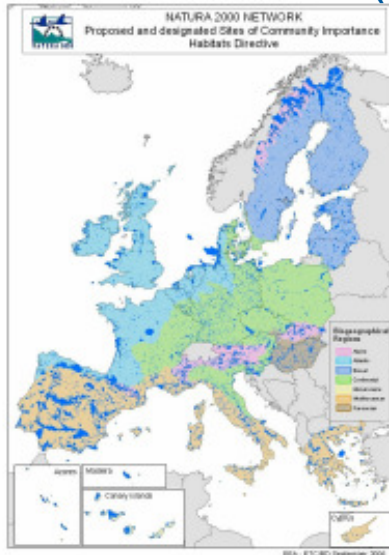 NATURA 2000 NETWORK
Proposed and designated Sites of Community Importance
Habitats Directive
Biogeographical
Regions
Alpine
Atlantic
Boreal
Continental
Macaronesia
Mediterranean
Pannonian
Azores
Madeira
Canary Islands
Cyprus